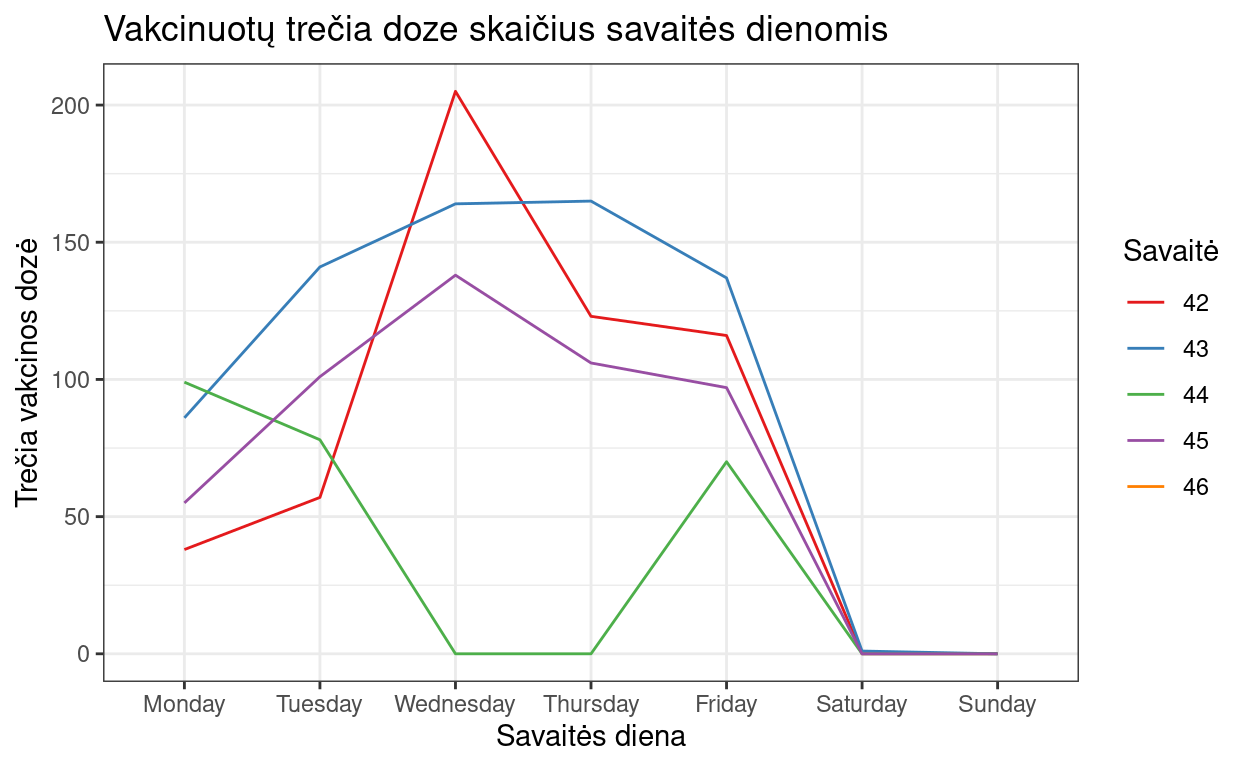 Vakcinuotų trečia doze skaičius savaitės dienomis
Trečia vakcinos dozė
200
150
100
50
0
Monday Tuesday Wednesday Thursday Friday Saturday Sunday
Savaitės diena
Savaitė
42
43
44
45
46